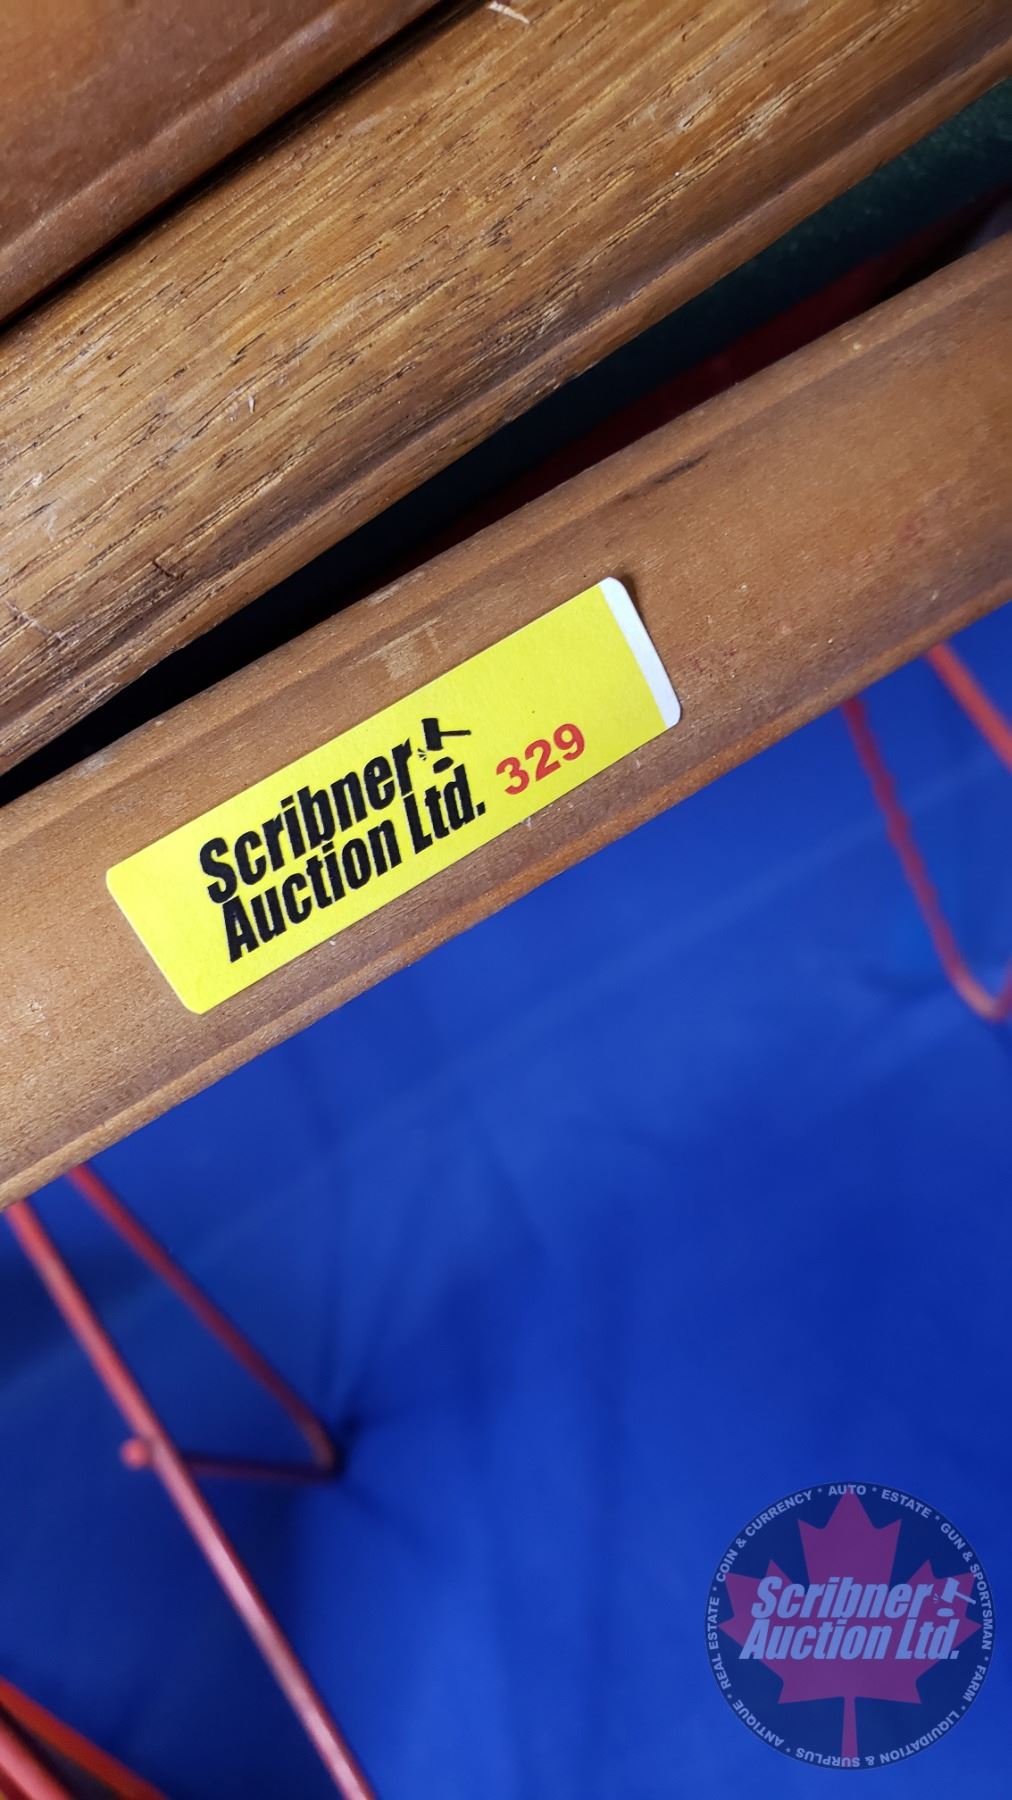 Scribner
Auction Ltd.
329
COIN & CURRENCY * AUTO * ESTATE * GUN & SPORTSMAN * FARM * LIQUIDATION & SURPLUS * ANTIQUE * REAL ESTATE *
Scribner
Auction Ltd.